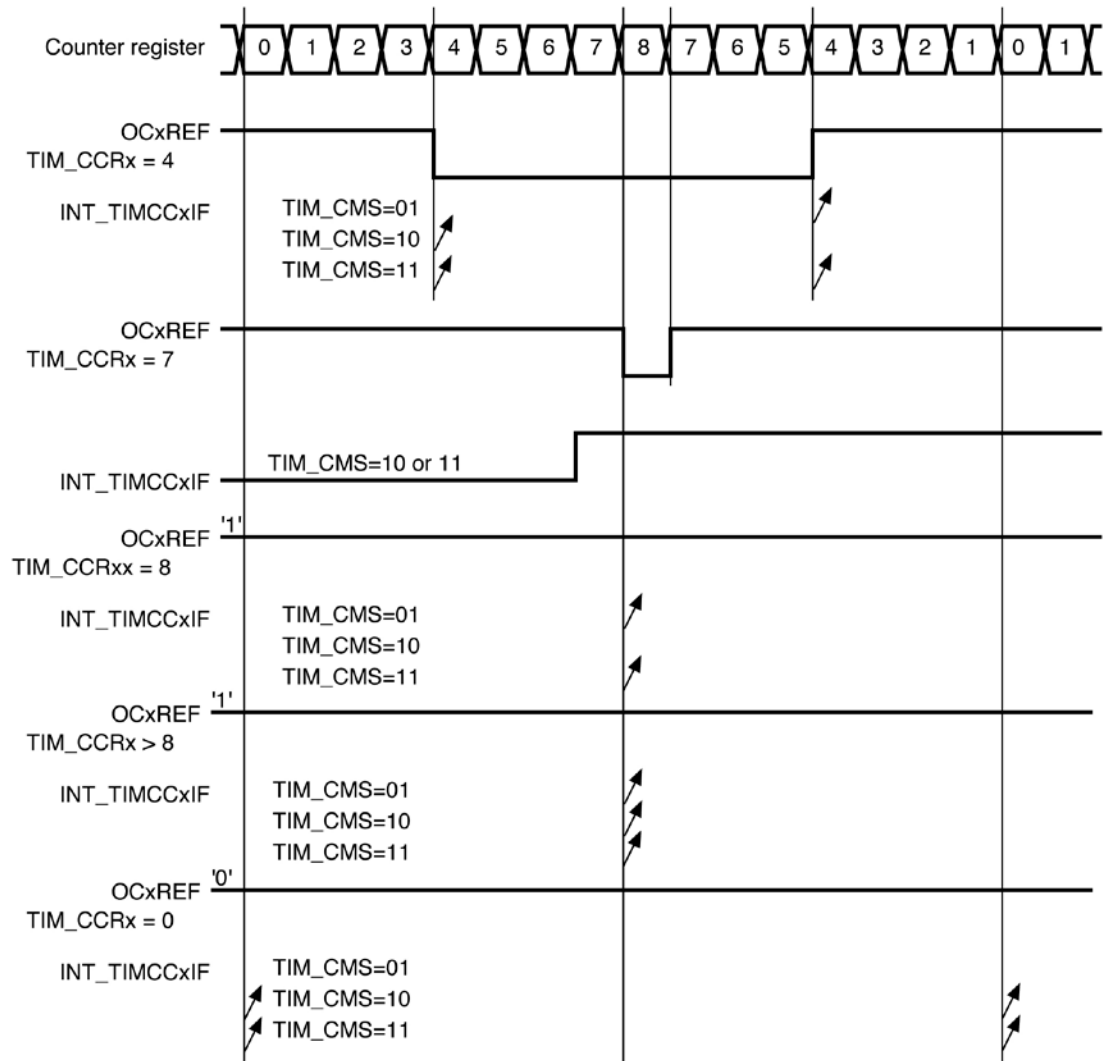 Counter register 0 1 2 3 4 5 6 7 8 7 6 5 4 3 2 1 0 1
OCxREF
TIM_CCRx = 4
INT_TIMCCxIF TIM_CMS=01
TIM_CMS=10
TIM_CMS=11
OCxREF
TIM_CCRx = 7
TIM_CMS=10 or 11
INT_TIMCCxIF
'1'
OCxREF
TIM_CCRxx = 8
INT_TIMCCxIF TIM_CMS=01
TIM_CMS=10
TIM_CMS=11
'1'
OCxREF
TIM_CCRx > 8
INT_TIMCCxIF TIM_CMS=01
TIM_CMS=10
TIM_CMS=11
'0'
OCxREF
TIM_CCRx = 0
INT_TIMCCxIF TIM_CMS=01
TIM_CMS=10
TIM_CMS=11